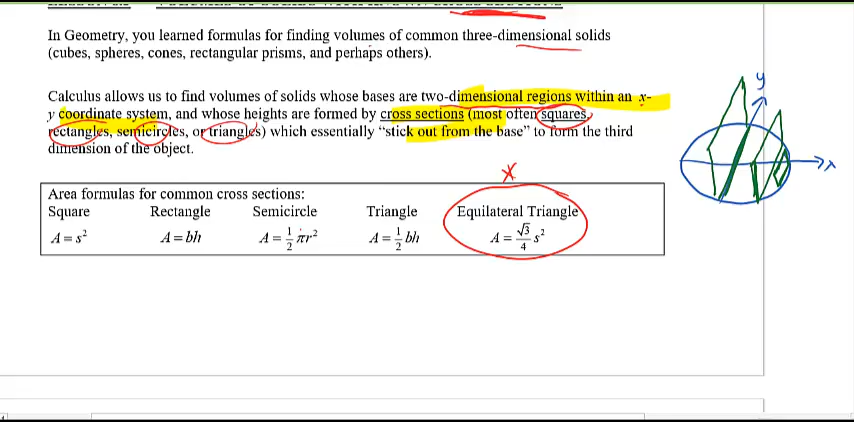 In Geometry, you learned formulas for finding volumes of common three-dimensional solids
(cubes, spheres, cones, rectangular prisms, and perhaps others).
Calculus allows us to find volumes of solids whose bases are two-dimensional regions within an x-
y coordinate system, and whose heights are formed by cross sections (most often squares,
rectangles, semicircles, or triangles) which essentially “stick out from the base” to form the third
dimension of the object.
y
x
Area formulas for common cross sections:
Square Rectangle Semicircle Triangle Equilateral Triangle
A = s² A = bh A = 1/2 πr² A = 1/2 bh A = √3/4 s²